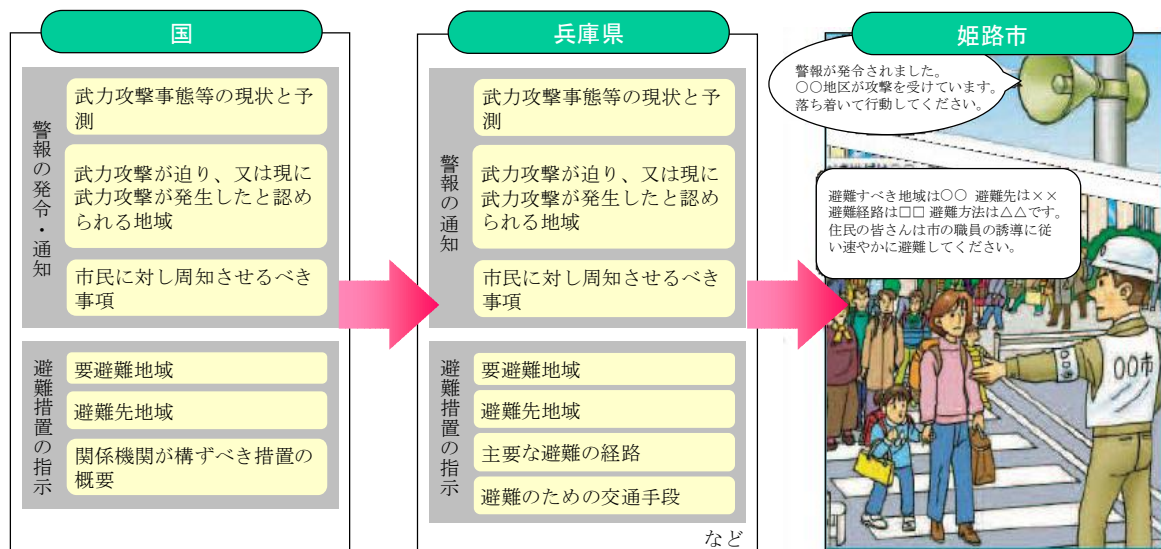 国
警報の発令・通知
武力攻撃事態等の現状と予
測
武力攻撃が迫り、又は現に
武力攻撃が発生したと認め
られる地域
市民に対し周知させるべき
事項
避難措置の指示
要避難地域
避難先地域
関係機関が構ずべき措置の
概要
兵庫県
警報の通知
武力攻撃事態等の現状と予
測
武力攻撃が迫り、又は現に
武力攻撃が発生したと認め
られる地域
市民に対し周知させるべき
事項
避難措置の指示
要避難地域
避難先地域
主要な避難の経路
避難のための交通手段
など
姫路市
警報が発令されました。
〇〇地区が攻撃を受けています。
落ち着いて行動してください。
避難すべき地域は〇〇 避難先は××
避難経路は□□ 避難方法は△△です。
住民の皆さんは市の職員の誘導に従
い速やかに避難してください。
〇〇市